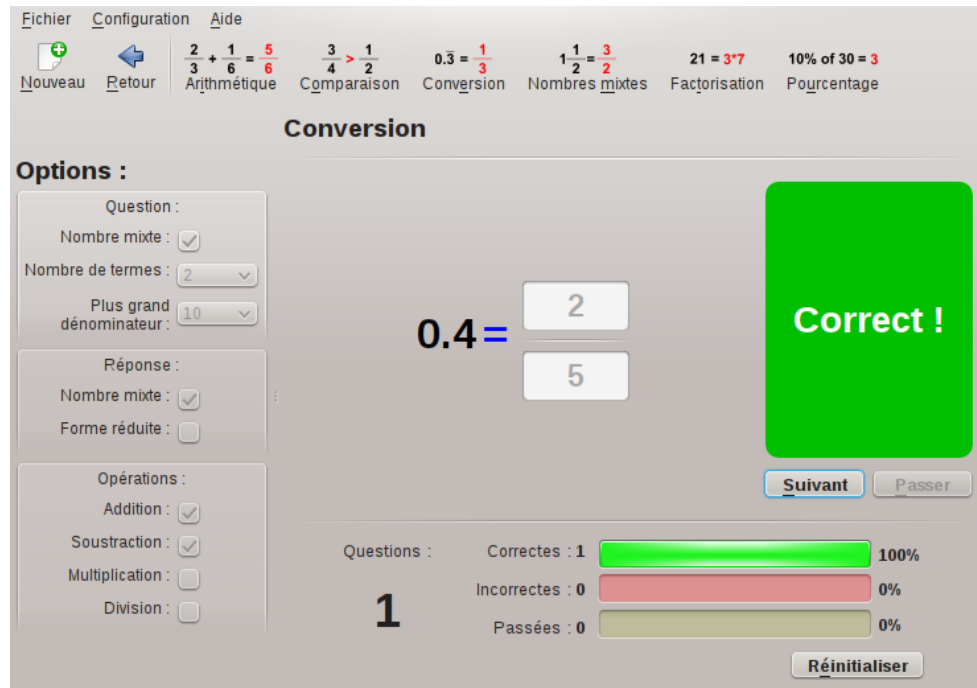 Fichier Configuration Aide
2/3 + 1/6 = 5/6 3/4 > 1/2 0.3̅ = 1/3 1 1/2 = 3/2 21 = 3*7 10% of 30 = 3
Nouveau Retour Arithmétique Comparaison Conversion Nombres mixtes Factorisation Pourcentage
Conversion
Options :
Question :
Nombre mixte :
Nombre de termes : 2
Plus grand
dénominateur : 10
Réponse :
Nombre mixte :
Forme réduite :
Opérations :
Addition :
Soustraction :
Multiplication :
Division :
0.4 = 2/5
Correct !
Suivant Passer
Questions :
1
Correctes : 1 100%
Incorrectes : 0 0%
Passées : 0 0%
Réinitialiser